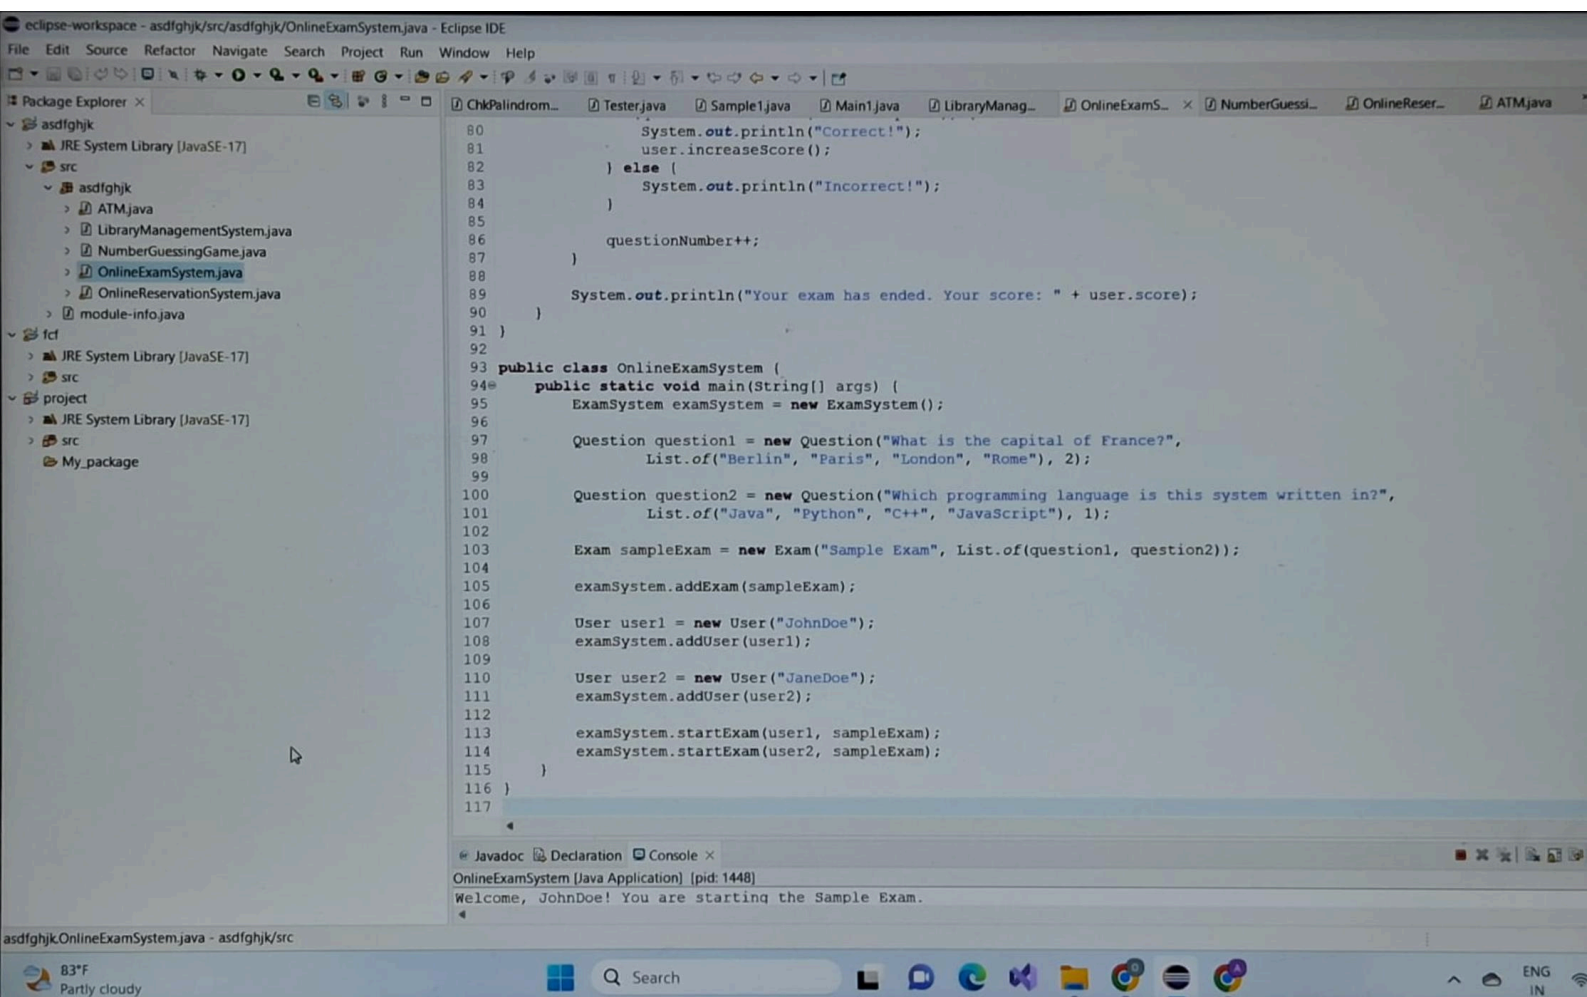 eclipse-workspace - asdfghjk/src/asdfghjk/OnlineExamSystem.java - Eclipse IDE
File Edit Source Refactor Navigate Search Project Run Window Help
Package Explorer ×
asdfghjk
JRE System Library [JavaSE-17]
src
asdfghjk
ATM.java
LibraryManagementSystem.java
NumberGuessingGame.java
OnlineExamSystem.java
OnlineReservationSystem.java
module-info.java
fcf
JRE System Library [JavaSE-17]
src
project
JRE System Library [JavaSE-17]
src
My_package
ChkPalindrom... Tester.java Sample1.java Main1.java LibraryManag... OnlineExamS... × NumberGuessi... OnlineReser... ATM.java
80 System.out.println("Correct!");
81 user.increaseScore();
82 } else {
83 System.out.println("Incorrect!");
84 }
85
86 questionNumber++;
87 }
88
89 System.out.println("Your exam has ended. Your score: " + user.score);
90 }
91 }
92
93 public class OnlineExamSystem {
94 public static void main(String[] args) {
95 ExamSystem examSystem = new ExamSystem();
96
97 Question question1 = new Question("What is the capital of France?",
98 List.of("Berlin", "Paris", "London", "Rome"), 2);
99
100 Question question2 = new Question("Which programming language is this system written in?",
101 List.of("Java", "Python", "C++", "JavaScript"), 1);
102
103 Exam sampleExam = new Exam("Sample Exam", List.of(question1, question2));
104
105 examSystem.addExam(sampleExam);
106
107 User user1 = new User("JohnDoe");
108 examSystem.addUser(user1);
109
110 User user2 = new User("JaneDoe");
111 examSystem.addUser(user2);
112
113 examSystem.startExam(user1, sampleExam);
114 examSystem.startExam(user2, sampleExam);
115 }
116 }
117
Javadoc Declaration Console ×
OnlineExamSystem [Java Application] [pid: 1448]
Welcome, JohnDoe! You are starting the Sample Exam.
asdfghjk.OnlineExamSystem.java - asdfghjk/src
83°F
Partly cloudy
Search
ENG
IN